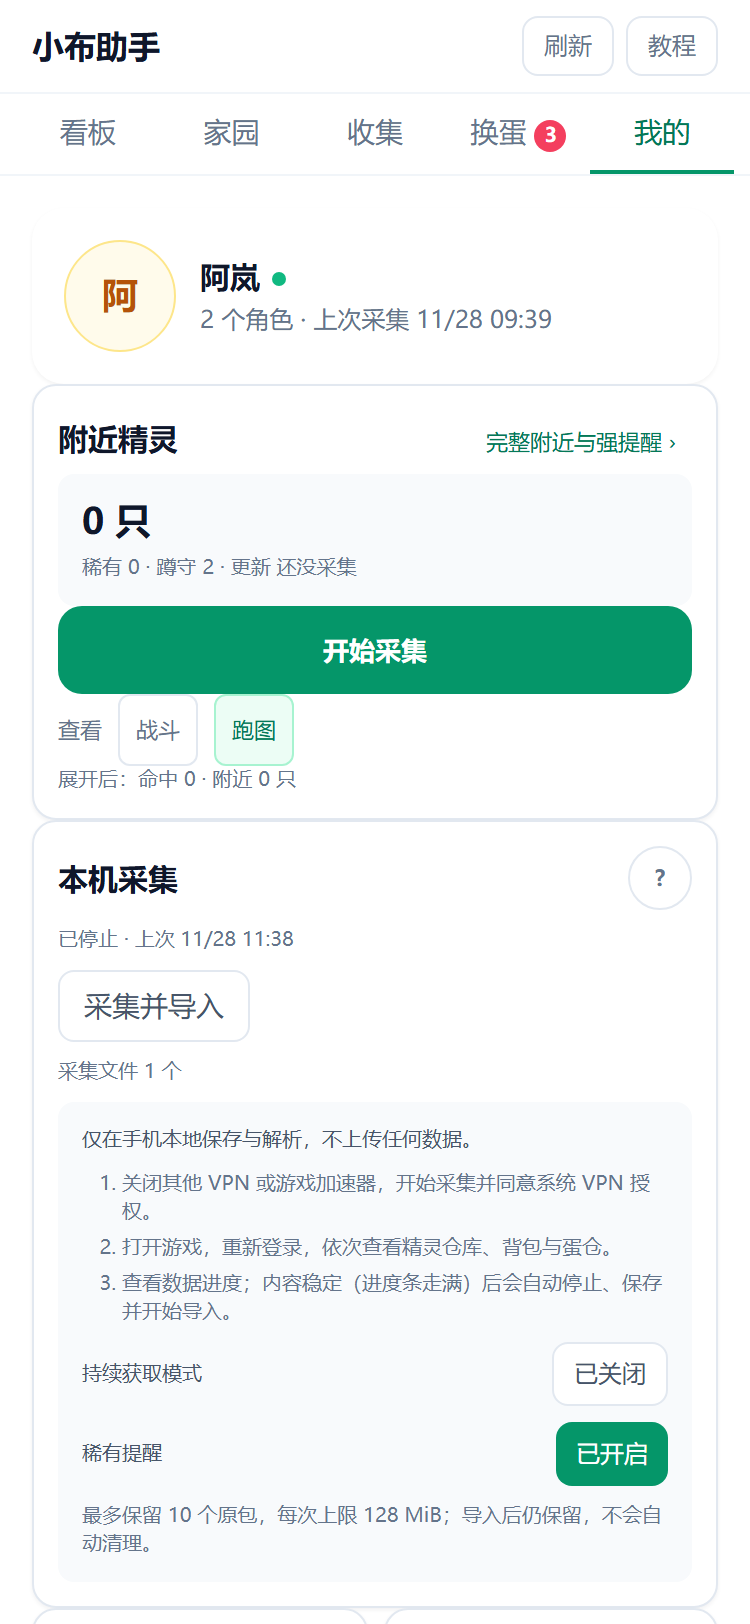 小布助手
刷新
教程
看板
家园
收集
换蛋 3
我的
阿
阿岚
2 个角色 · 上次采集 11/28 09:39
附近精灵
完整附近与强提醒 ›
0 只
稀有 0 · 蹲守 2 · 更新 还没采集
开始采集
查看
战斗
跑图
展开后：命中 0 · 附近 0 只
本机采集
?
已停止 · 上次 11/28 11:38
采集并导入
采集文件 1 个
仅在手机本地保存与解析，不上传任何数据。
1. 关闭其他 VPN 或游戏加速器，开始采集并同意系统 VPN 授
权。
2. 打开游戏，重新登录，依次查看精灵仓库、背包与蛋仓。
3. 查看数据进度；内容稳定（进度条走满）后会自动停止、保存
并开始导入。
持续获取模式
已关闭
稀有提醒
已开启
最多保留 10 个原包，每次上限 128 MiB；导入后仍保留，不会自
动清理。